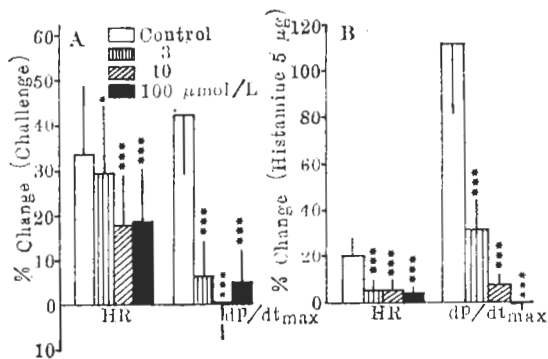 A
Control
3
10
100 μmol/L
% Change (Challenge)
60
40
30
20
10
0
10
HR
dp/dtmax
*
***
***
***
***
***
B
% Change (Histamine 5 μg)
120
100
80
60
40
20
0
HR
dp/dtmax
***
***
***
***
***
***